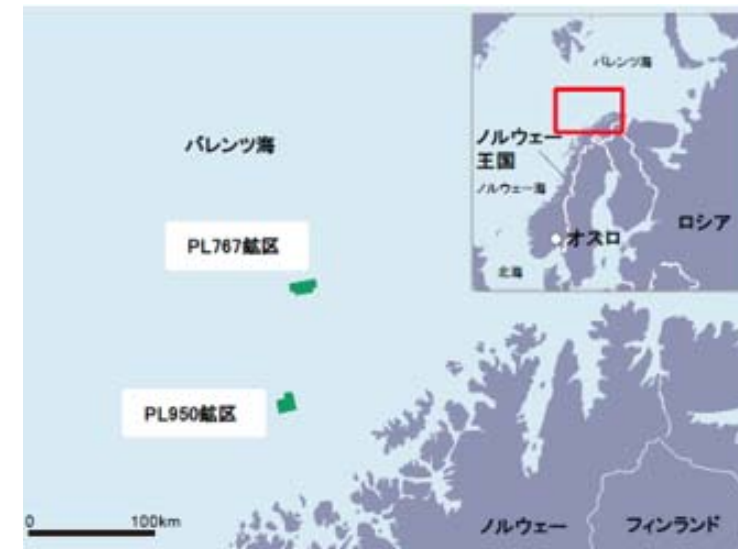 バレンツ海
ノルウェー
王国
ノルウェー海
ロシア
オスロ
北海
バレンツ海
PL767鉱区
PL950鉱区
0 100km
ノルウェー フィンランド